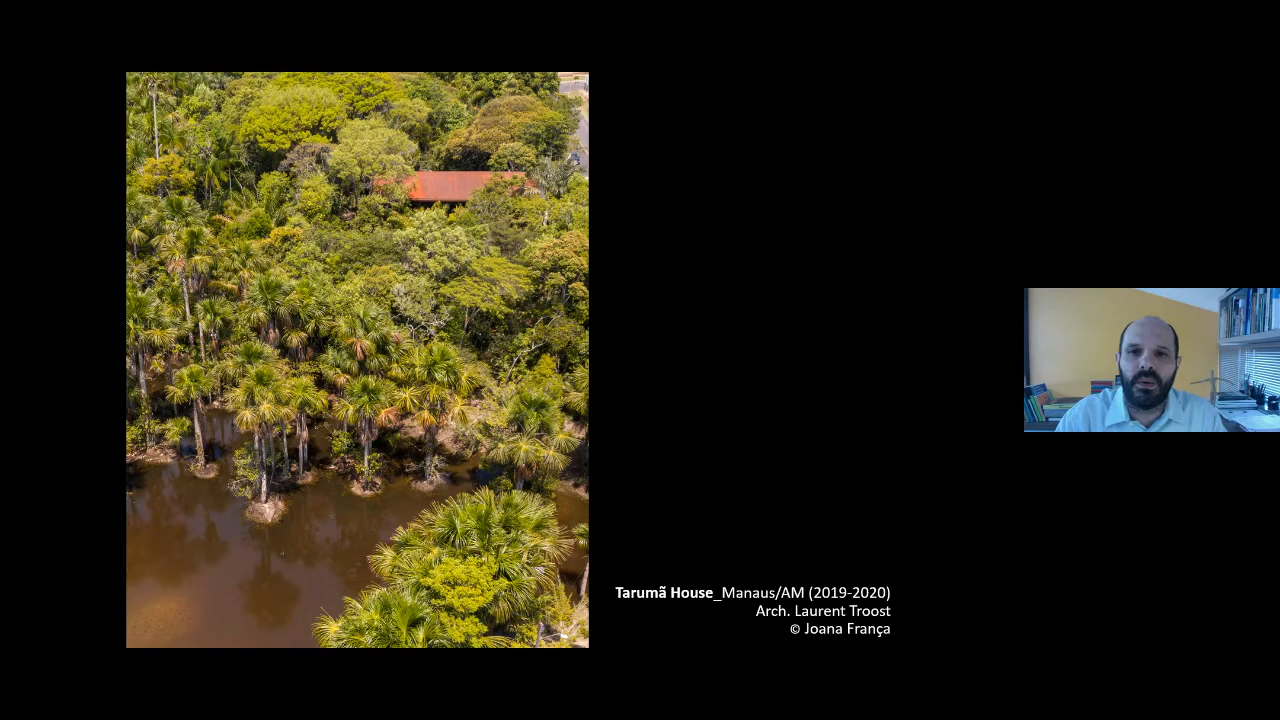 Tarumã House_Manaus/AM (2019-2020)
Arch. Laurent Troost
© Joana França